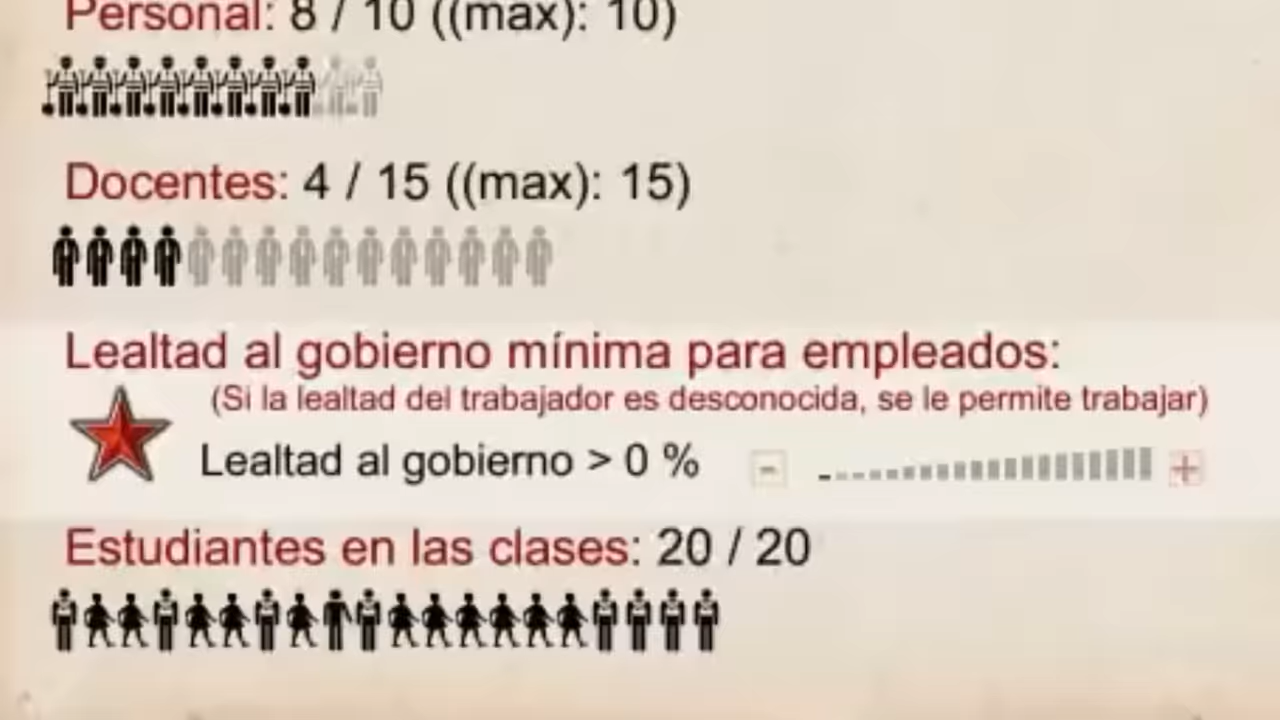 Personal: 8 / 10 ((max): 10)
Docentes: 4 / 15 ((max): 15)
Lealtad al gobierno mínima para empleados:
(Si la lealtad del trabajador es desconocida, se le permite trabajar)
Lealtad al gobierno > 0 %
Estudiantes en las clases: 20 / 20